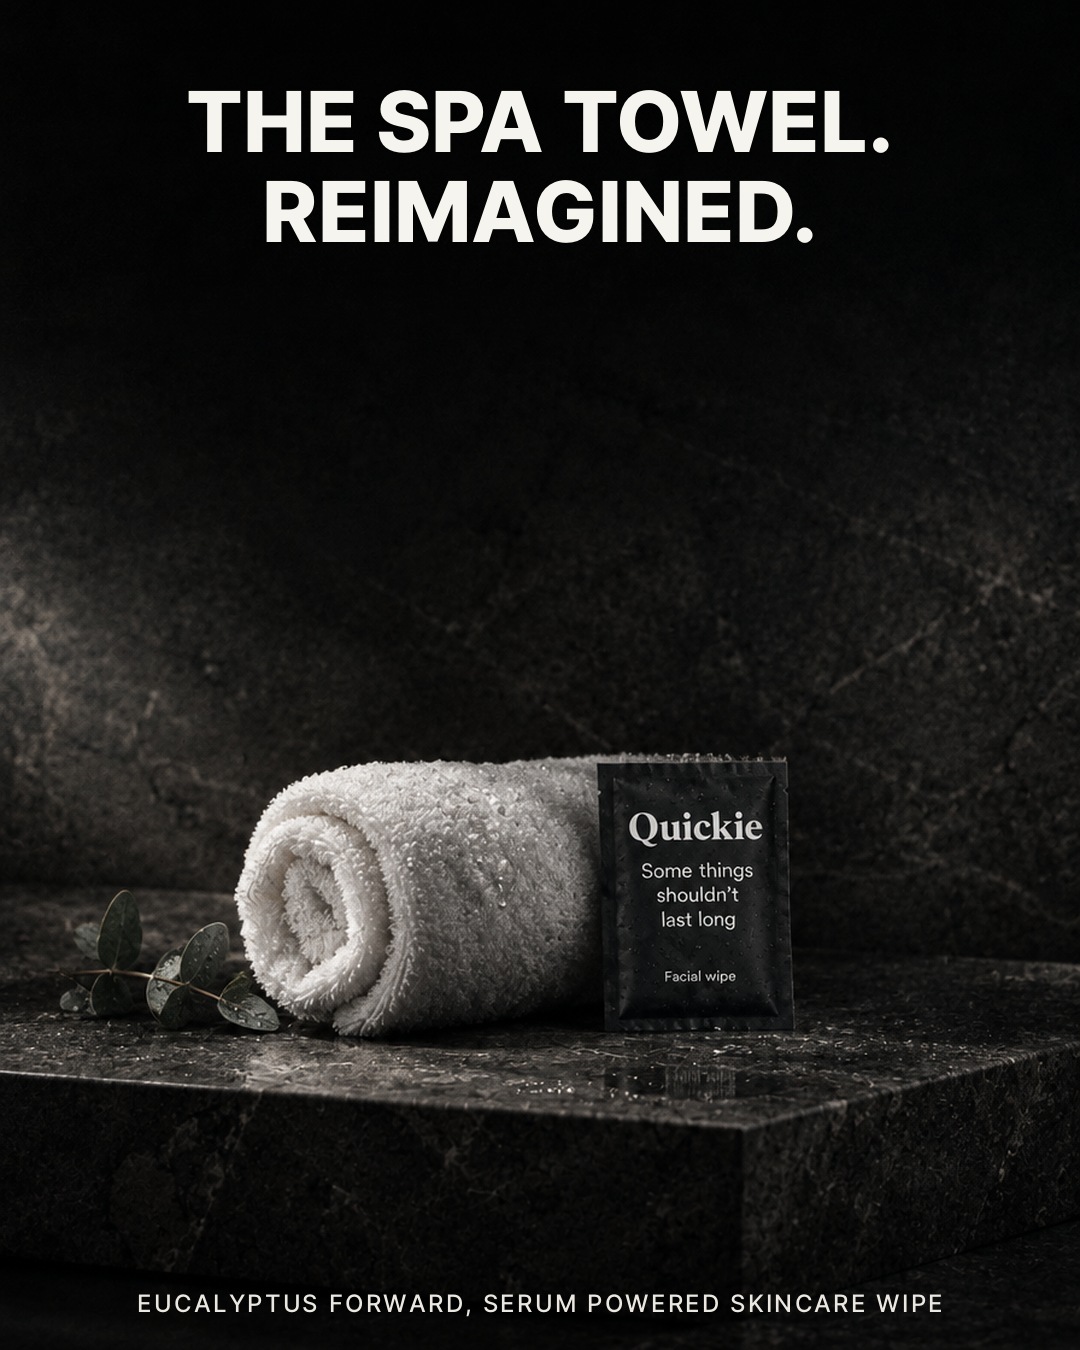 THE SPA TOWEL.
REIMAGINED.
Quickie
Some things
shouldn't
last long
Facial wipe
EUCALYPTUS FORWARD, SERUM POWERED SKINCARE WIPE